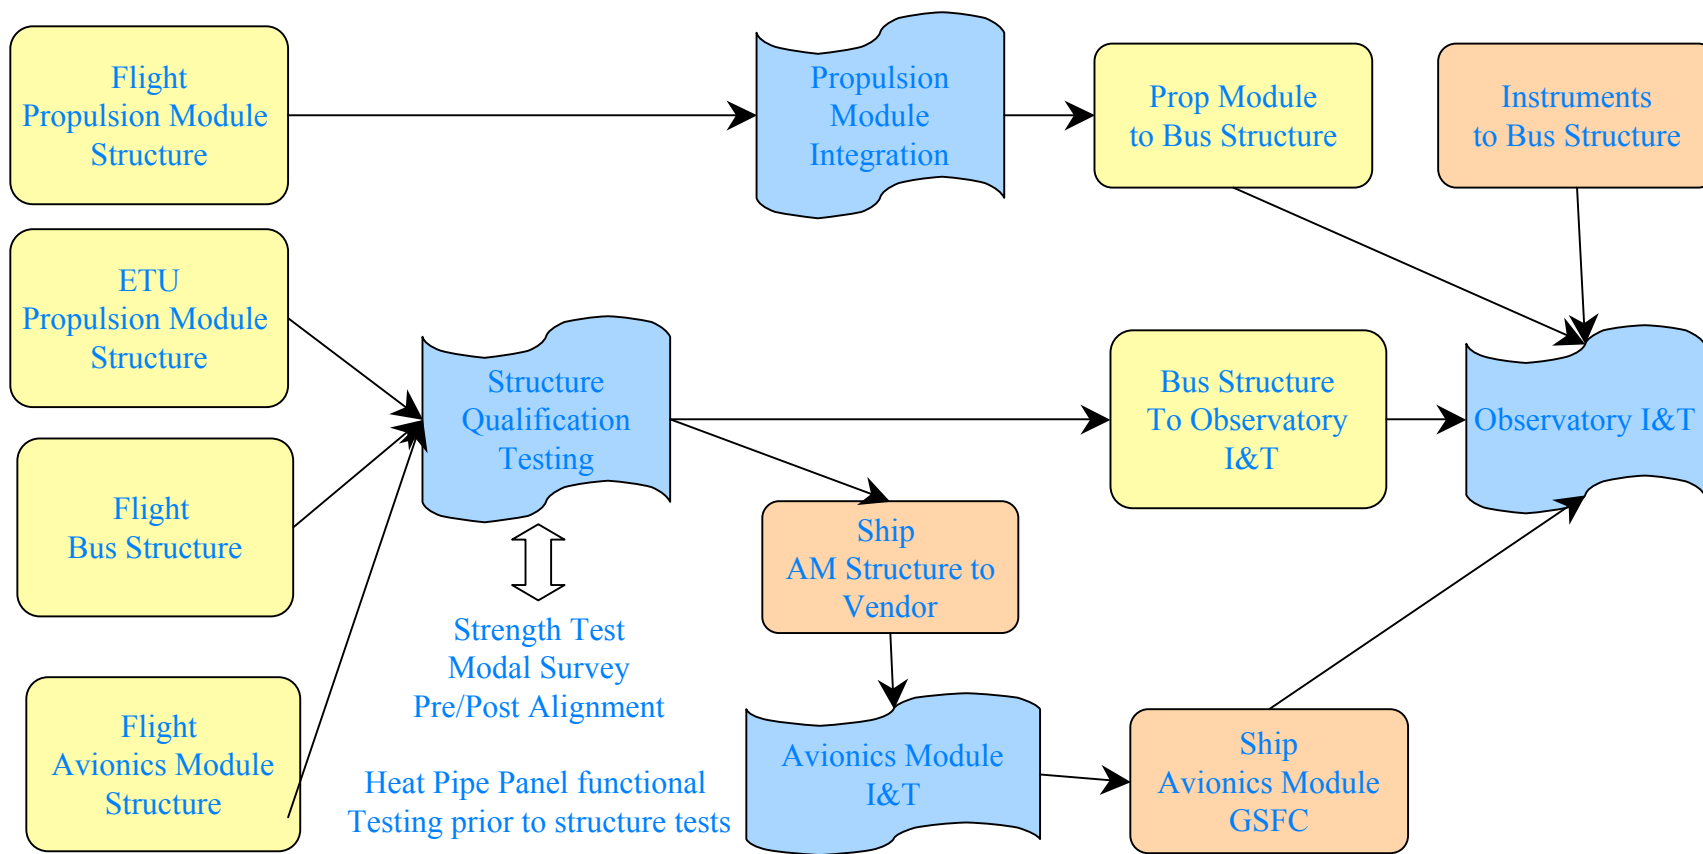 Flight
Propulsion Module
Structure
Propulsion
Module
Integration
Prop Module
to Bus Structure
Instruments
to Bus Structure
ETU
Propulsion Module
Structure
Structure
Qualification
Testing
Bus Structure
To Observatory
I&T
Observatory I&T
Flight
Bus Structure
Ship
AM Structure to
Vendor
Strength Test
Modal Survey
Pre/Post Alignment
Flight
Avionics Module
Structure
Heat Pipe Panel functional
Testing prior to structure tests
Avionics Module
I&T
Ship
Avionics Module
GSFC